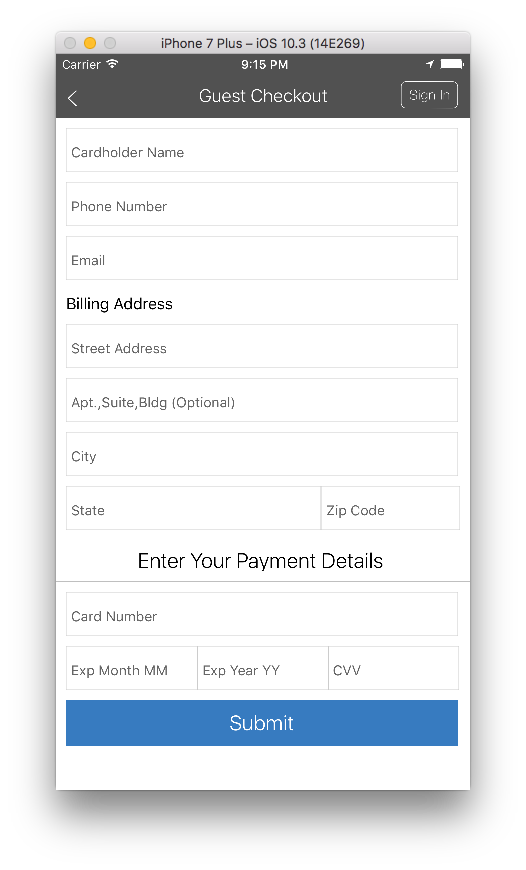 iPhone 7 Plus – iOS 10.3 (14E269)
Carrier 9:15 PM
Guest Checkout Sign In
Cardholder Name
Phone Number
Email
Billing Address
Street Address
Apt.,Suite,Bldg (Optional)
City
State Zip Code
Enter Your Payment Details
Card Number
Exp Month MM Exp Year YY CVV
Submit